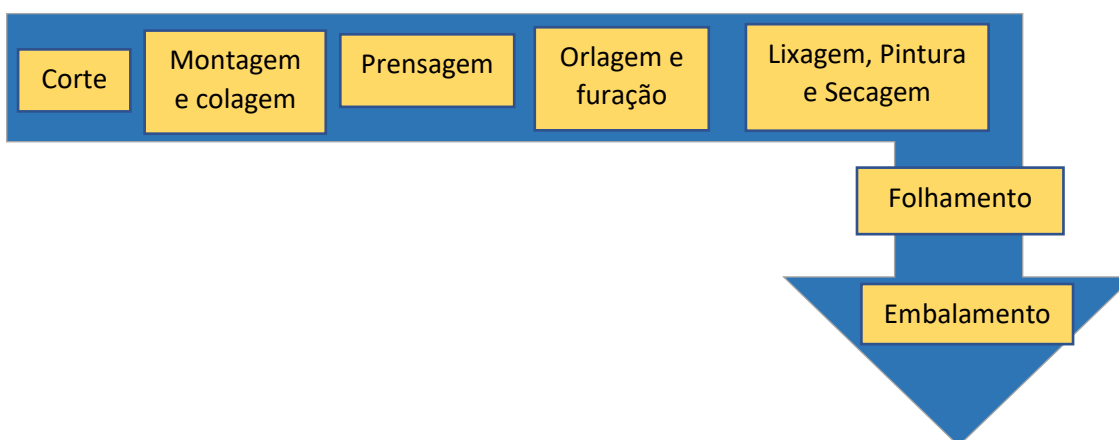 Corte
Montagem
e colagem
Prensagem
Orlagem e
furação
Lixagem, Pintura
e Secagem
Folhamento
Embalamento